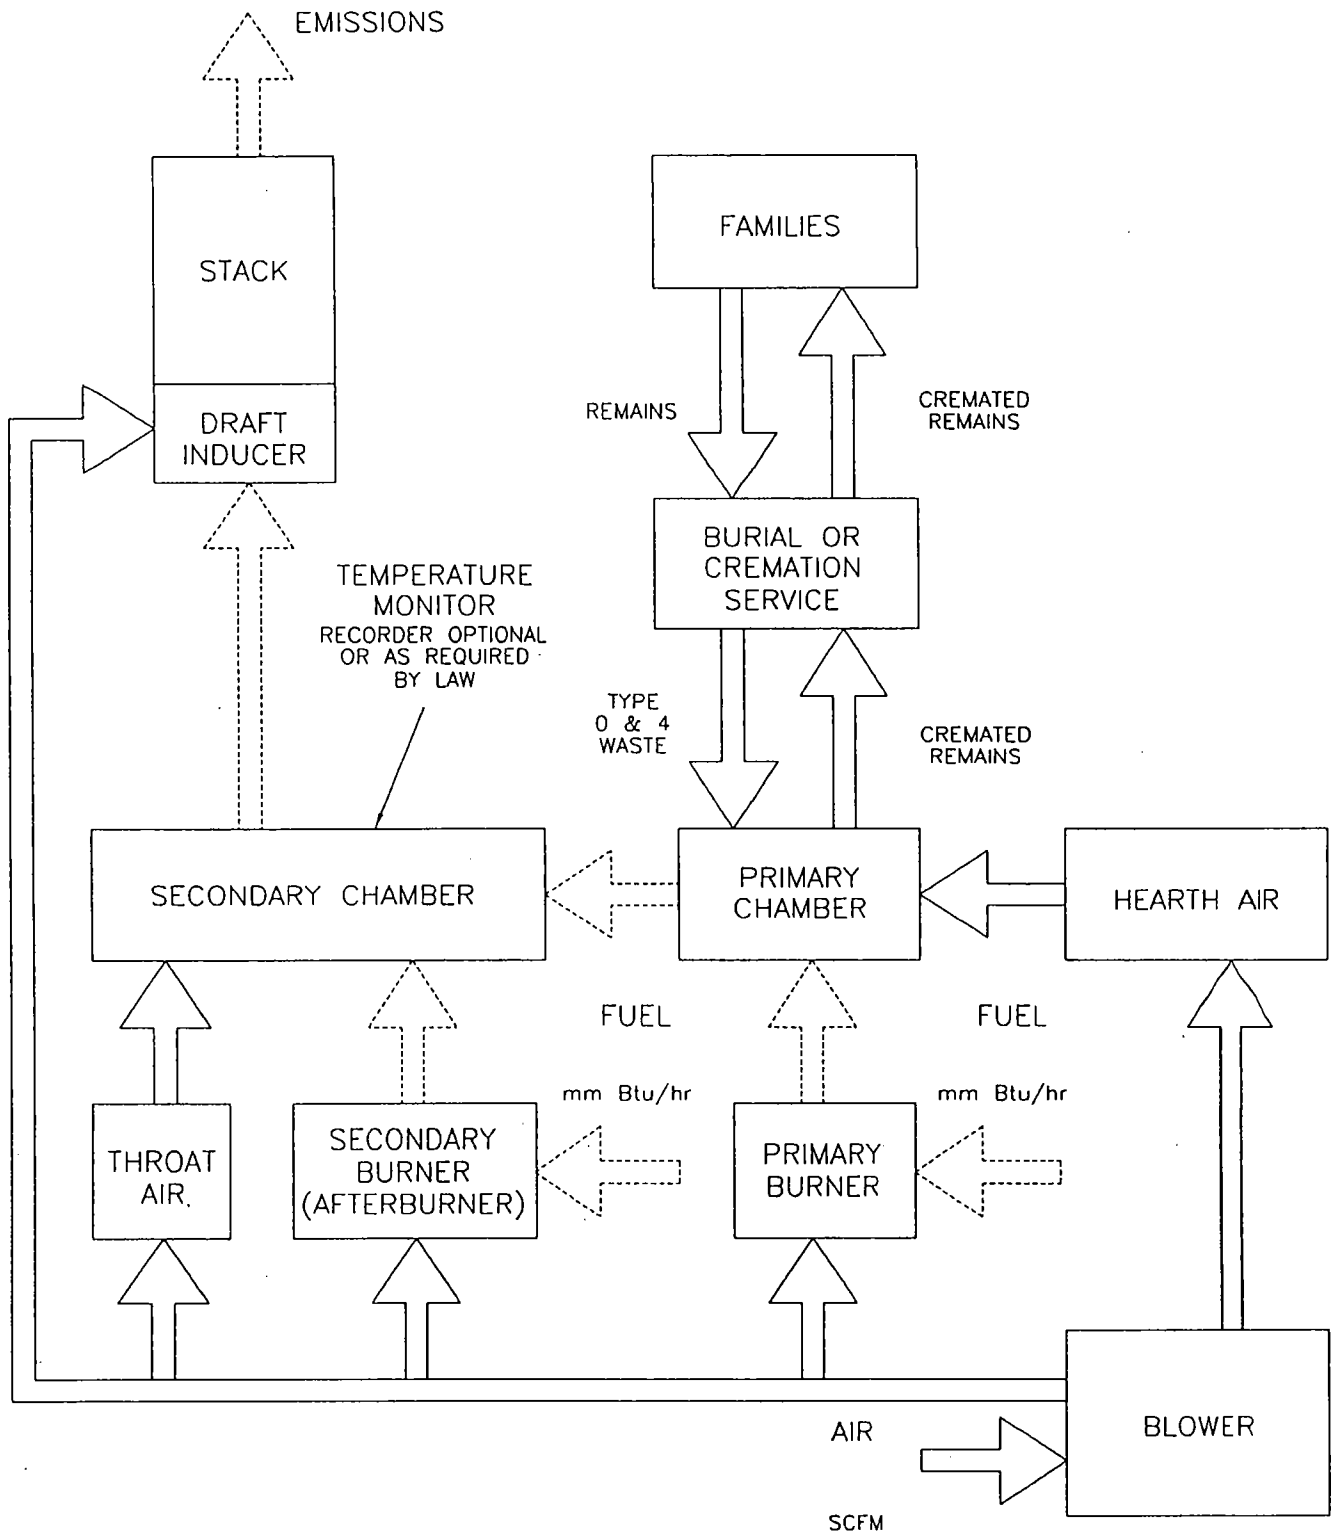 EMISSIONS
STACK
FAMILIES
DRAFT
INDUCER
REMAINS
CREMATED
REMAINS
BURIAL OR
CREMATION
SERVICE
TEMPERATURE
MONITOR
RECORDER OPTIONAL
OR AS REQUIRED
BY LAW
TYPE
0 & 4
WASTE
CREMATED
REMAINS
SECONDARY CHAMBER
PRIMARY
CHAMBER
HEARTH AIR
FUEL
mm Btu/hr
FUEL
mm Btu/hr
THROAT
AIR
SECONDARY
BURNER
(AFTERBURNER)
PRIMARY
BURNER
AIR
SCFM
BLOWER